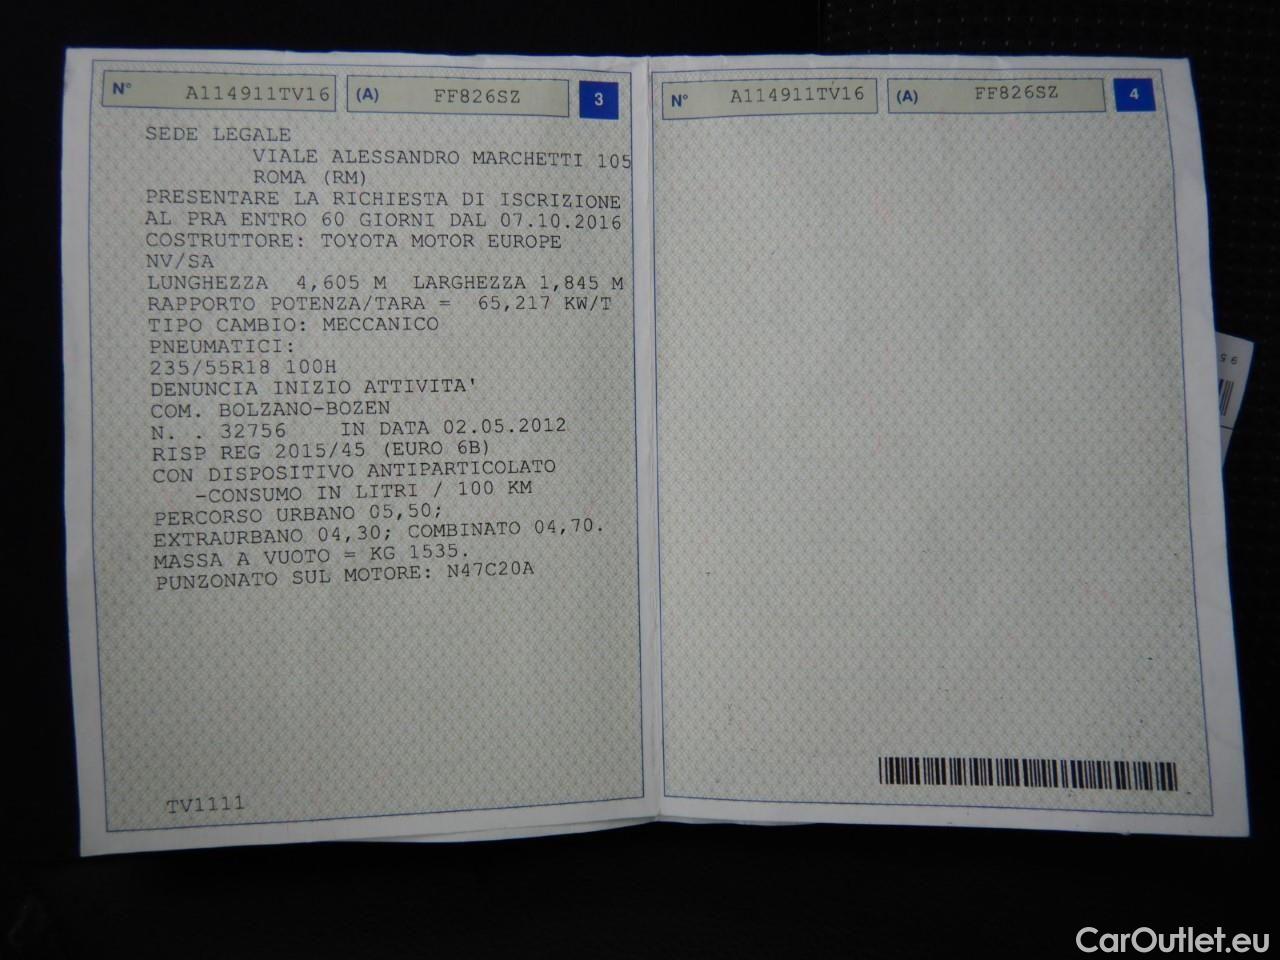 N° A114911TV16 (A) FF826SZ 3
SEDE LEGALE
VIALE ALESSANDRO MARCHETTI 105
ROMA (RM)
PRESENTARE LA RICHIESTA DI ISCRIZIONE
AL PRA ENTRO 60 GIORNI DAL 07.10.2016
COSTRUTTORE: TOYOTA MOTOR EUROPE
NV/SA
LUNGHEZZA 4,605 M LARGHEZZA 1,845 M
RAPPORTO POTENZA/TARA = 65,217 KW/T
TIPO CAMBIO: MECCANICO
PNEUMATICI:
235/55R18 100H
DENUNCIA INIZIO ATTIVITA'
COM. BOLZANO-BOZEN
N. . 32756 IN DATA 02.05.2012
RISP REG 2015/45 (EURO 6B)
CON DISPOSITIVO ANTIPARTICOLATO
-CONSUMO IN LITRI / 100 KM
PERCORSO URBANO 05,50;
EXTRAURBANO 04,30; COMBINATO 04,70.
MASSA A VUOTO = KG 1535.
PUNZONATO SUL MOTORE: N47C20A
TV1111
N° A114911TV16 (A) FF826SZ 4
CarOutlet.eu